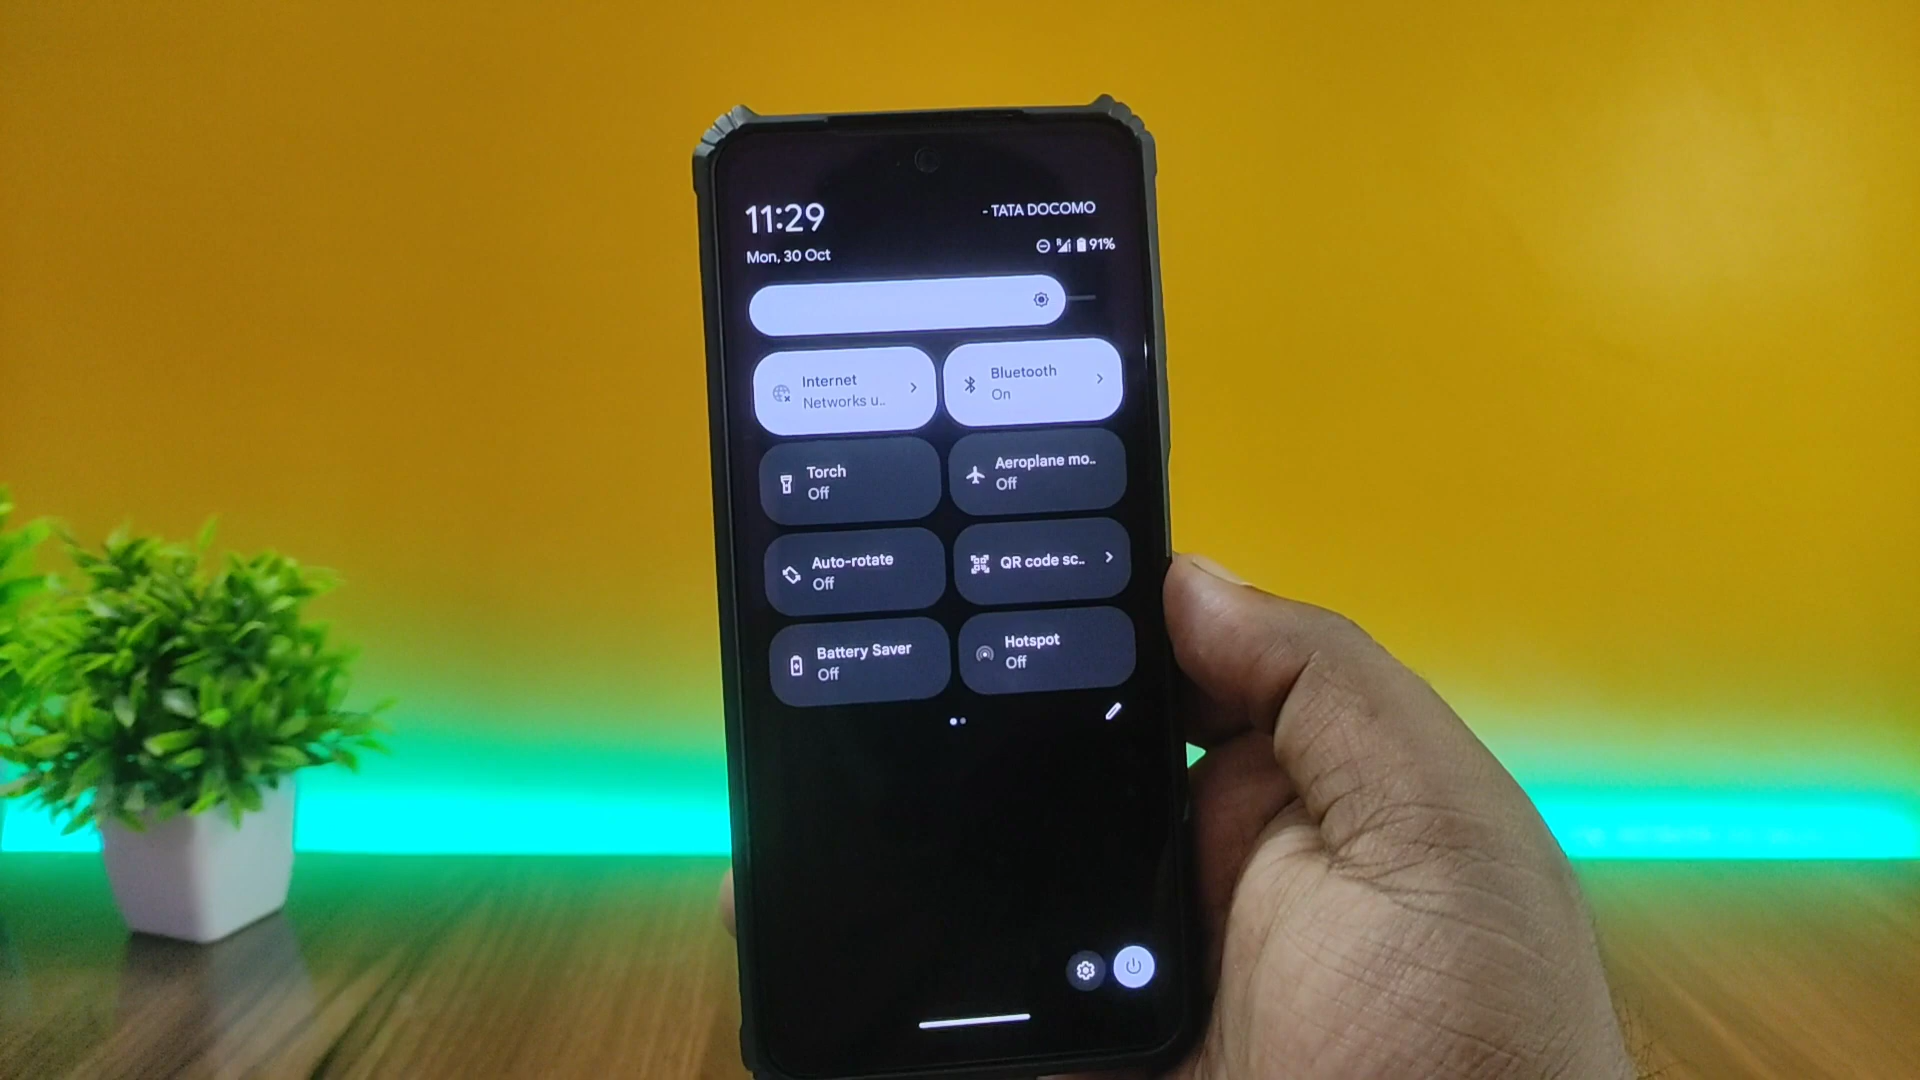 11:29
- TATA DOCOMO
Mon, 30 Oct
R 91%
Internet
Networks u..
Bluetooth
On
Torch
Off
Aeroplane mo..
Off
Auto-rotate
Off
QR code sc..
Battery Saver
Off
Hotspot
Off